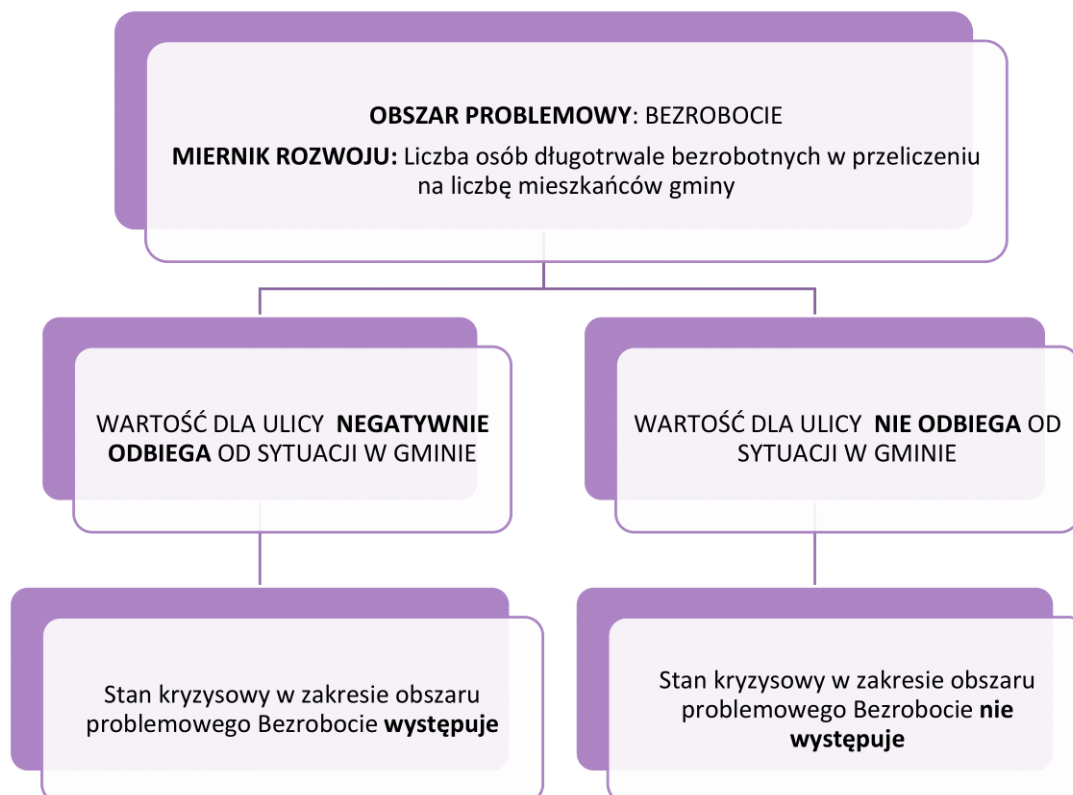 OBSZAR PROBLEMOWY: BEZROBOCIE
MIERNIK ROZWOJU: Liczba osób długotrwale bezrobotnych w przeliczeniu
na liczbę mieszkańców gminy
WARTOŚĆ DLA ULICY NEGATYWNIE
ODBIEGA OD SYTUACJI W GMINIE
WARTOŚĆ DLA ULICY NIE ODBIEGA OD
SYTUACJI W GMINIE
Stan kryzysowy w zakresie obszaru
problemowego Bezrobocie występuje
Stan kryzysowy w zakresie obszaru
problemowego Bezrobocie nie
występuje